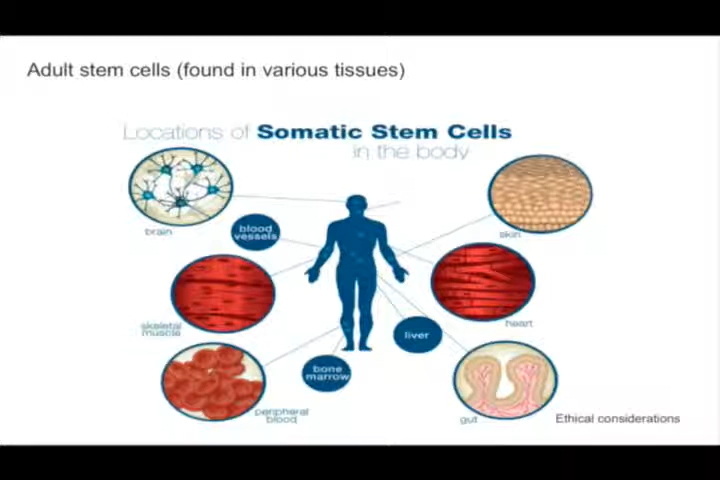 Adult stem cells (found in various tissues)
Locations of Somatic Stem Cells
in the body
brain
blood
vessels
skin
skeletal
muscle
heart
liver
bone
marrow
peripheral
blood
gut
Ethical considerations